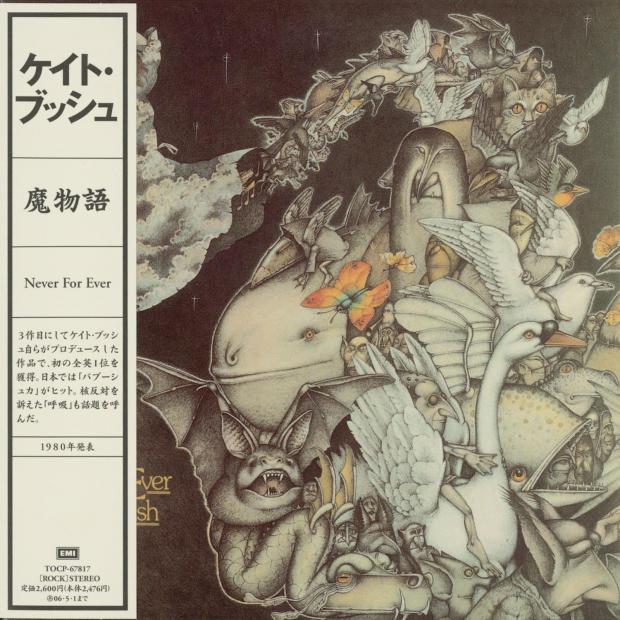 ケイト・
ブッシュ
魔物語
Never For Ever
3作目にしてケイト・ブッシ
ュ自らがプロデュースした
作品で、初の全英1位を
獲得。日本では「バブーシ
ュカ」がヒット。核反対を
訴えた「呼吸」も話題を呼
んだ。
1980年発表
EMI
TOCP-67817
[ROCK]STEREO
定価2,600円(本体2,476円)
06・5・1まで
Ever
sh